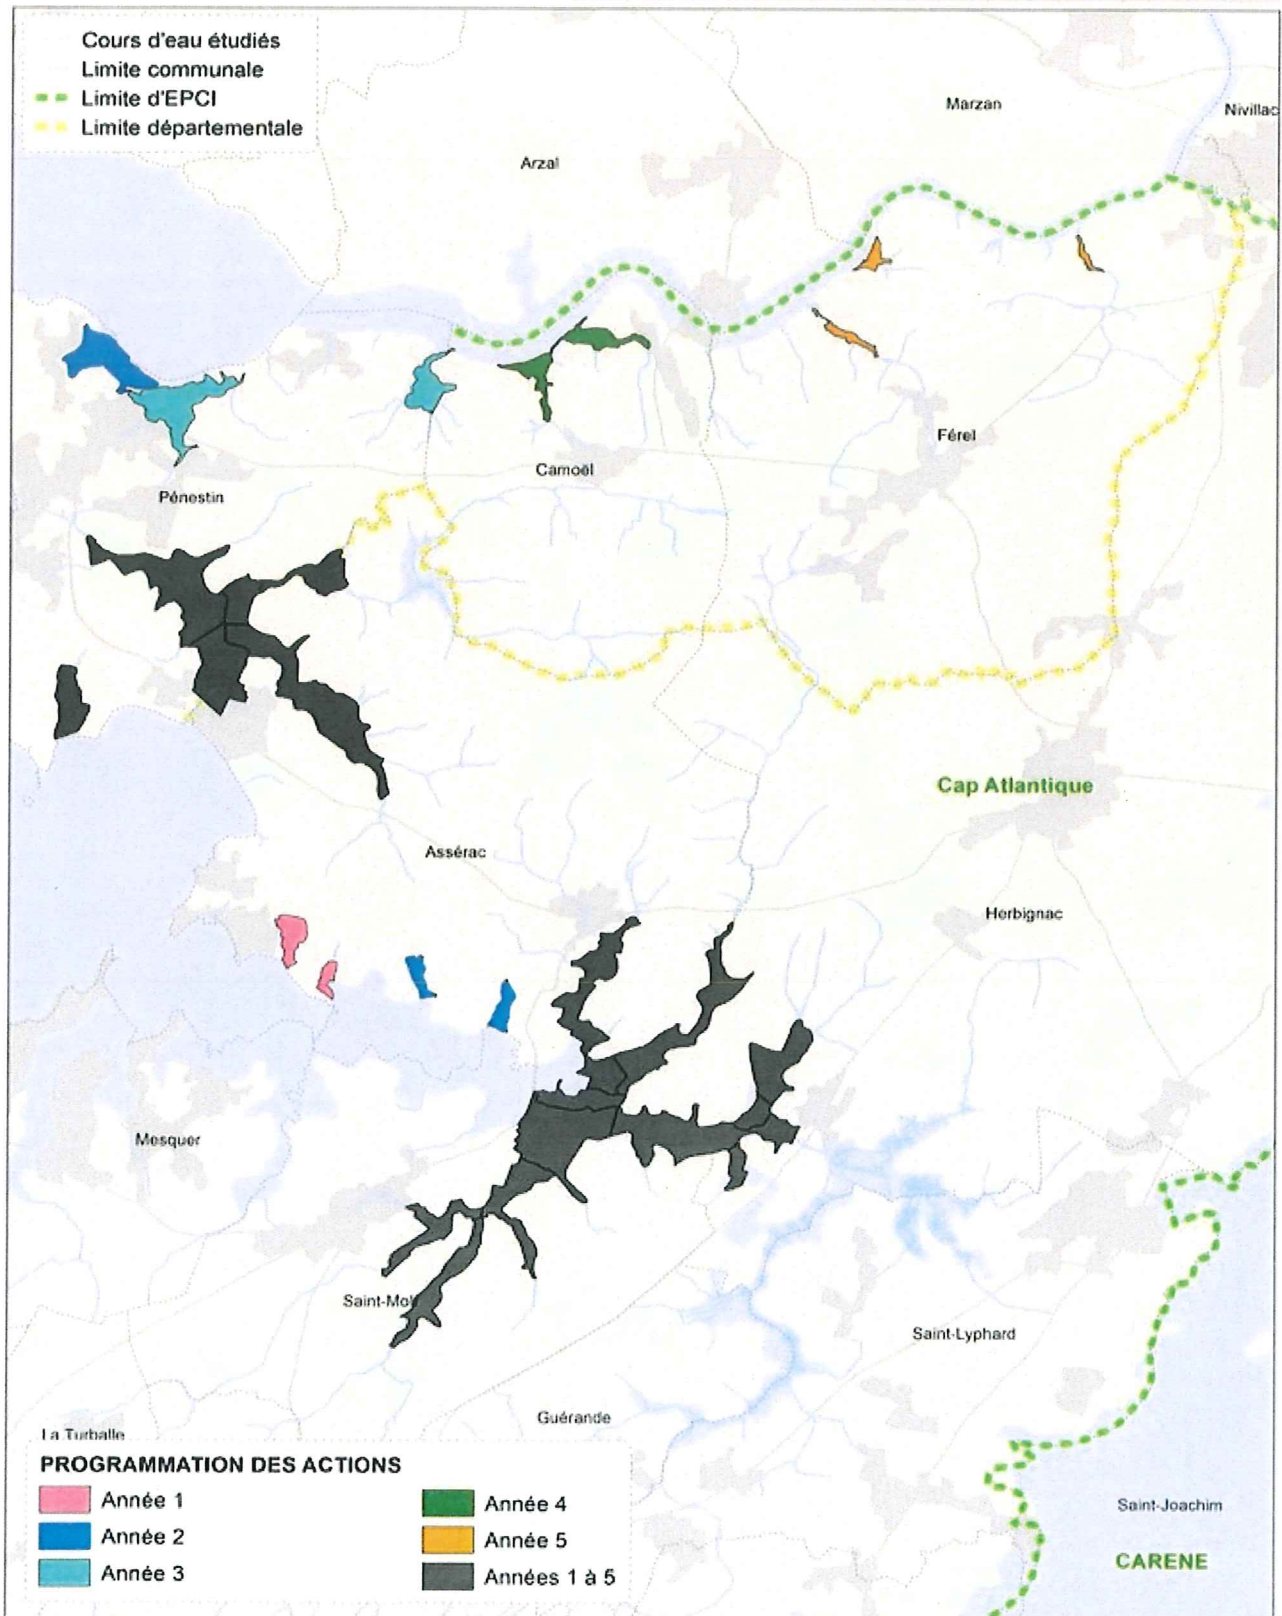 Cours d'eau étudiés
Limite communale
Limite d'EPCI
Limite départementale
Marzan
Nivillac
Arzal
Férel
Camoël
Pénestin
Cap Atlantique
Assérac
Herbignac
Mesquer
Saint-Mol
Saint-Lyphard
Guérande
La Turballe
PROGRAMMATION DES ACTIONS
Année 1
Année 4
Année 2
Année 5
Année 3
Années 1 à 5
Saint-Joachim
CARENE